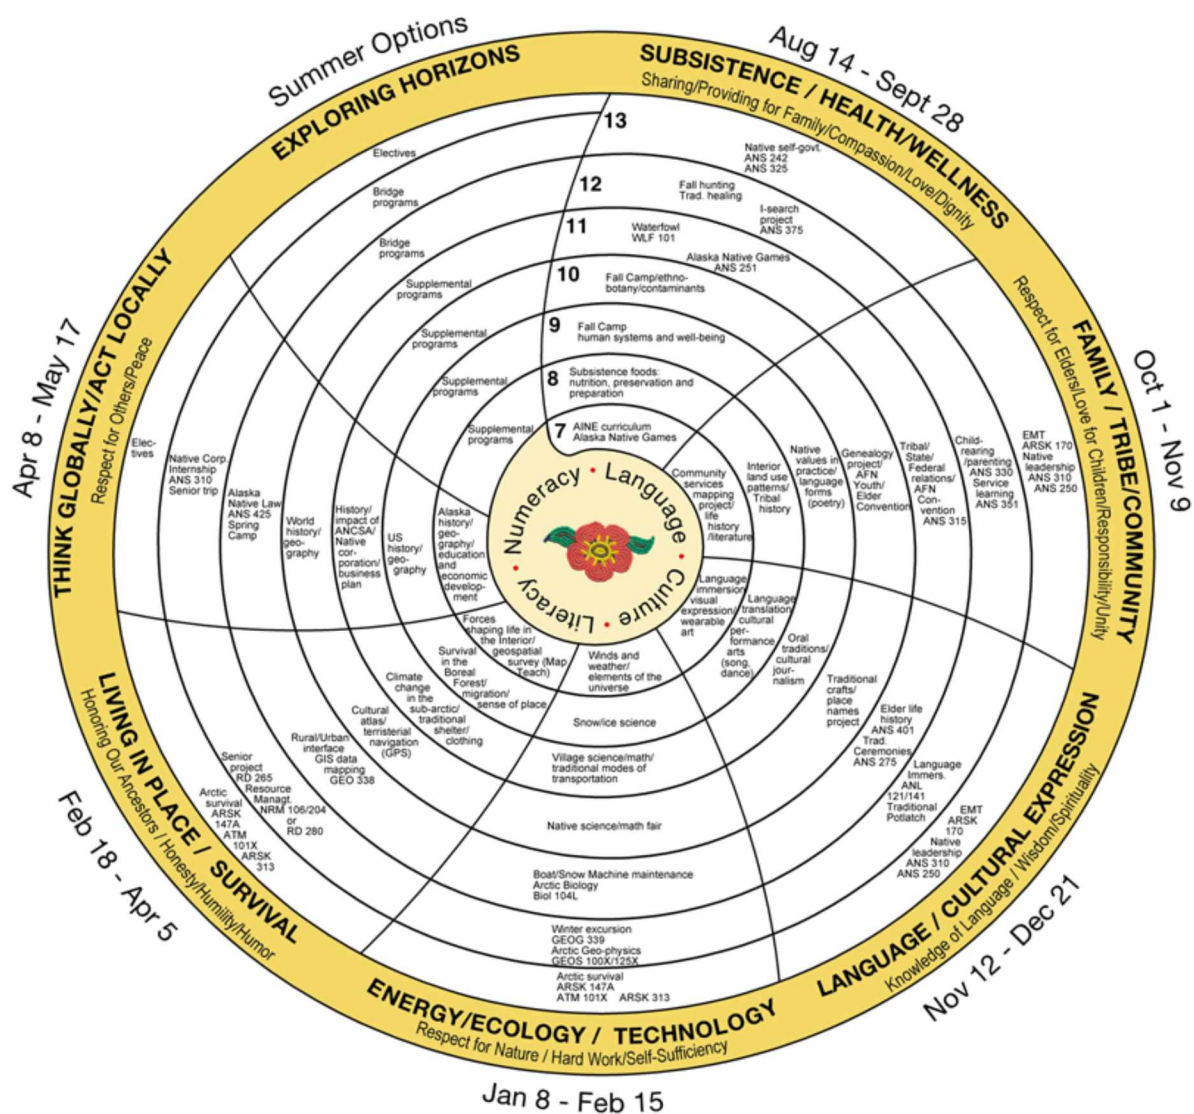 Summer Options
EXPLORING HORIZONS
Aug 14 - Sept 28
SUBSISTENCE / HEALTH/WELLNESS
Sharing/Providing for Family/Compassion/Love/Dignity
Oct 1 - Nov 9
FAMILY / TRIBE/COMMUNITY
Respect for Elders/Love for Children/Responsibility/Unity
Nov 12 - Dec 21
LANGUAGE / CULTURAL EXPRESSION
Knowledge of Language / Wisdom/Spirituality
Jan 8 - Feb 15
ENERGY/ECOLOGY / TECHNOLOGY
Respect for Nature / Hard Work/Self-Sufficiency
Feb 18 - Apr 5
LIVING IN PLACE / SURVIVAL
Honoring Our Ancestors / Honesty/Humility/Humor
Apr 8 - May 17
THINK GLOBALLY/ACT LOCALLY
Respect for Others/Peace
13
12
11
10
9
8
7
Electives
Bridge
programs
Bridge
programs
Supplemental
programs
Supplemental
programs
Supplemental
programs
Supplemental
programs
Native self-govt.
ANS 242
ANS 325
Fall hunting
Trad. healing
I-search
project
ANS 375
Waterfowl
WLF 101
Alaska Native Games
ANS 251
Fall Camp/ethno-
botany/contaminants
Fall Camp
human systems and well-being
Subsistence foods:
nutrition, preservation and
preparation
AINE curriculum
Alaska Native Games
Community
services
mapping
project/
life
history
/literature
Interior
land use
patterns/
Tribal
history
Native
values in
practice/
language
forms
(poetry)
Genealogy
project/
AFN
Youth/
Elder
Convention
Tribal/
State/
Federal
relations/
AFN
Con-
vention
ANS 315
Child-
rearing
/parenting
ANS 330
Service
learning
ANS 351
EMT
ARSK 170
Native
leadership
ANS 310
ANS 250
Language
immersion
visual
expression/
wearable
art
Language
translation/
cultural
per-
formance
arts
(song,
dance)
Oral
traditions/
cultural
jour-
nalism
Traditional
crafts/
place
names
project
Elder life
history
ANS 401
Trad.
Ceremonies
ANS 275
Language
Immers.
ANL
121/141
Traditional
Potlatch
EMT
ARSK
170
Native
leadership
ANS 310
ANS 250
Winds and
weather/
elements of the
universe
Snow/ice science
Village science/math/
traditional modes of
transportation
Native science/math fair
Boat/Snow Machine maintenance
Arctic Biology
Biol 104L
Winter excursion
GEOG 339
Arctic Geo-physics
GEOS 100X/125X
Arctic survival
ARSK 147A
ATM 101X ARSK 313
Forces
shaping life in
the Interior/
geospatial
survey (Map
Teach)
Survival
in the
Boreal
Forest/
migration/
sense of place
Climate
change
in the
sub-arctic/
traditional
shelter/
clothing
Cultural
atlas/
terristerial
navigation
(GPS)
Rural/Urban
interface
GIS data
mapping
GEO 338
Senior
project
RD 265
Resource
Managt.
NRM 106/204
or
RD 280
Arctic
survival
ARSK
147A
ATM
101X
ARSK
313
Elec-
tives
Native Corp.
Internship
ANS 310
Senior trip
Alaska
Native Law
ANS 425
Spring
Camp
World
history/
geo-
graphy
History/
impact of
ANCSA/
Native
cor-
poration/
business
plan
US
history/
geo-
graphy
Alaska
history/
geo-
graphy/
education
and
economic
develop-
ment
Numeracy • Language • Culture • Literacy •